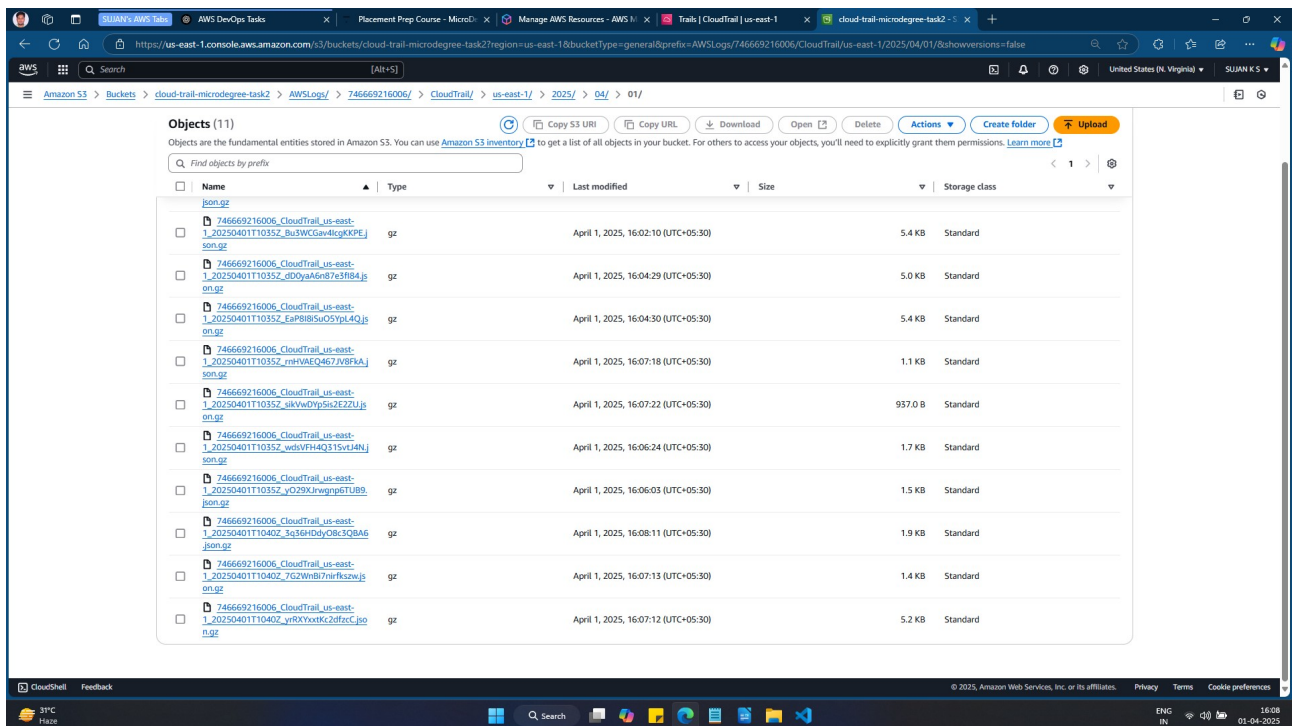 SUJAN's AWS Tabs
AWS DevOps Tasks
Placement Prep Course - MicroDe
Manage AWS Resources - AWS M
Trails | CloudTrail | us-east-1
cloud-trail-microdegree-task2 - S
https://us-east-1.console.aws.amazon.com/s3/buckets/cloud-trail-microdegree-task2?region=us-east-1&bucketType=general&prefix=AWSLogs/746669216006/CloudTrail/us-east-1/2025/04/01/&showversions=false
aws
Search
[Alt+S]
United States (N. Virginia)
SUJAN K S
Amazon S3 > Buckets > cloud-trail-microdegree-task2 > AWSLogs/ > 746669216006/ > CloudTrail/ > us-east-1/ > 2025/ > 04/ > 01/
Objects (11)
Copy S3 URI
Copy URL
Download
Open
Delete
Actions
Create folder
Upload
Objects are the fundamental entities stored in Amazon S3. You can use Amazon S3 inventory to get a list of all objects in your bucket. For others to access your objects, you'll need to explicitly grant them permissions. Learn more
Find objects by prefix
1
Name Type Last modified Size Storage class
json.gz
746669216006_CloudTrail_us-east-
1_20250401T1035Z_Bu3WCGav4IcgKKPE.j gz April 1, 2025, 16:02:10 (UTC+05:30) 5.4 KB Standard
son.gz
746669216006_CloudTrail_us-east-
1_20250401T1035Z_dD0yaA6n87e3fI84.js gz April 1, 2025, 16:04:29 (UTC+05:30) 5.0 KB Standard
on.gz
746669216006_CloudTrail_us-east-
1_20250401T1035Z_EaP8I8iSuO5YpL4Q.js gz April 1, 2025, 16:04:30 (UTC+05:30) 5.4 KB Standard
on.gz
746669216006_CloudTrail_us-east-
1_20250401T1035Z_rnHVAEQ467JV8FkA.j gz April 1, 2025, 16:07:18 (UTC+05:30) 1.1 KB Standard
son.gz
746669216006_CloudTrail_us-east-
1_20250401T1035Z_sikVwDYp5is2E2ZU.js gz April 1, 2025, 16:07:22 (UTC+05:30) 937.0 B Standard
on.gz
746669216006_CloudTrail_us-east-
1_20250401T1035Z_wdsVFH4Q31SvtJ4N.j gz April 1, 2025, 16:06:24 (UTC+05:30) 1.7 KB Standard
son.gz
746669216006_CloudTrail_us-east-
1_20250401T1035Z_yO29XJrwgnp6TUB9. gz April 1, 2025, 16:06:03 (UTC+05:30) 1.5 KB Standard
json.gz
746669216006_CloudTrail_us-east-
1_20250401T1040Z_3q36HDdyO8c3QBA6 gz April 1, 2025, 16:08:11 (UTC+05:30) 1.9 KB Standard
.json.gz
746669216006_CloudTrail_us-east-
1_20250401T1040Z_7G2WnBi7nirfkszw.js gz April 1, 2025, 16:07:13 (UTC+05:30) 1.4 KB Standard
on.gz
746669216006_CloudTrail_us-east-
1_20250401T1040Z_yrRXYxxtKc2dfzcC.jso gz April 1, 2025, 16:07:12 (UTC+05:30) 5.2 KB Standard
n.gz
CloudShell Feedback
© 2025, Amazon Web Services, Inc. or its affiliates. Privacy Terms Cookie preferences
31°C
Haze
Search
ENG
IN
16:08
01-04-2025